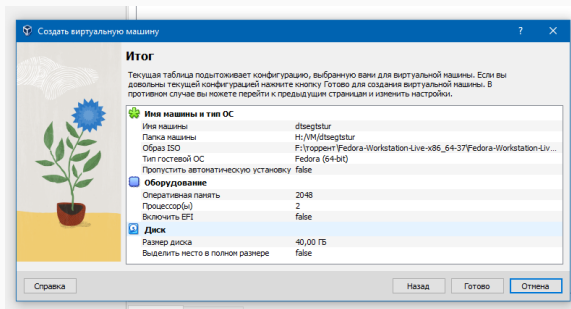 Создать виртуальную машину
Итог
Текущая таблица подытоживает конфигурацию, выбранную вами для виртуальной машины. Если вы
довольны текущей конфигурацией нажмите кнопку Готово для создания виртуальной машины. В
противном случае вы можете перейти к предыдущим страницам и изменить настройки.
Имя машины и тип ОС
Имя машины dtsegtstur
Папка машины H:/VM/dtsegtstur
Образ ISO F:\торрент\Fedora-Workstation-Live-x86_64-37\Fedora-Workstation-Liv...
Тип гостевой ОС Fedora (64-bit)
Пропустить автоматическую установку false
Оборудование
Оперативная память 2048
Процессор(ы) 2
Включить EFI false
Диск
Размер диска 40,00 ГБ
Выделить место в полном размере false
Справка Назад Готово Отмена